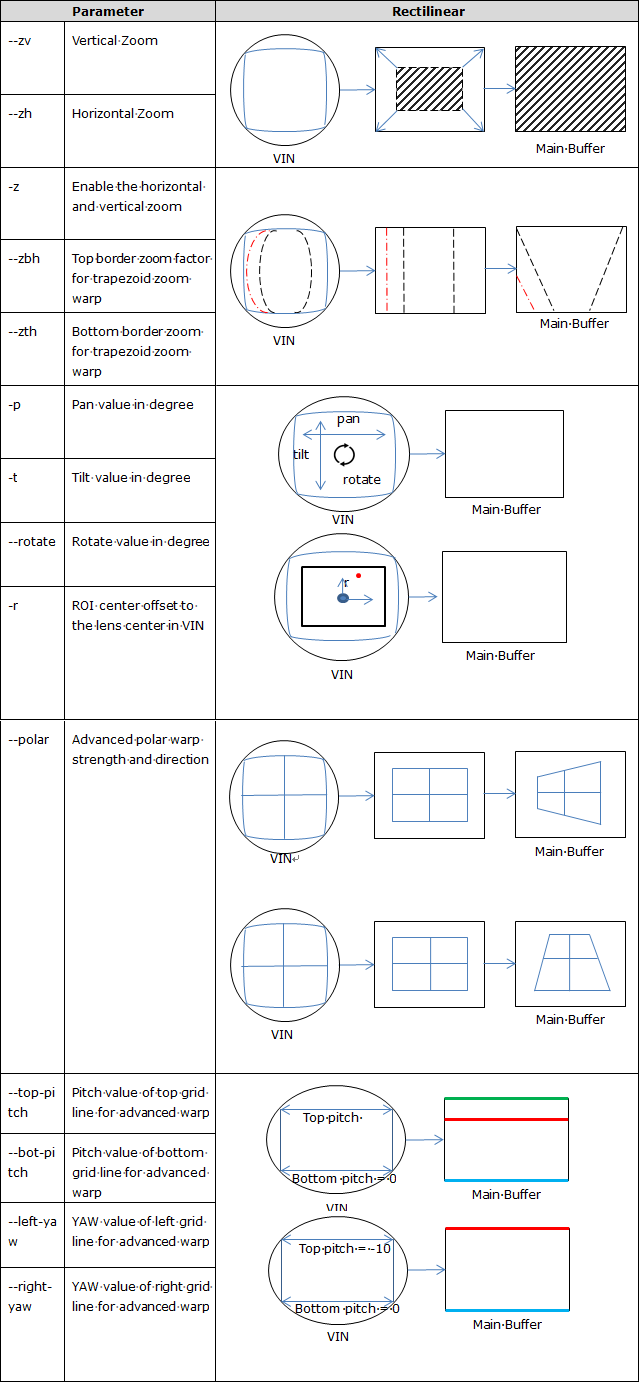 Parameter
Rectilinear
--zv
Vertical Zoom
--zh
Horizontal Zoom
VIN
Main Buffer
-z
Enable the horizontal
and vertical zoom
--zbh
Top border zoom factor
for trapezoid zoom
warp
--zth
Bottom border zoom
for trapezoid zoom
warp
VIN
Main Buffer
-p
Pan value in degree
-t
Tilt value in degree
--rotate
Rotate value in degree
-r
ROI center offset to
the lens center in VIN
pan
tilt
rotate
VIN
Main Buffer
r
VIN
Main Buffer
--polar
Advanced polar warp
strength and direction
VIN
Main Buffer
VIN
Main Buffer
--top-pi
tch
Pitch value of top grid
line for advanced warp
--bot-pi
tch
Pitch value of bottom
grid line for advanced
warp
--left-ya
w
YAW value of left grid
line for advanced warp
--right-
yaw
YAW value of right grid
line for advanced warp
Top pitch
Bottom pitch = 0
VIN
Main Buffer
Top pitch = -10
Bottom pitch = 0
VIN
Main Buffer